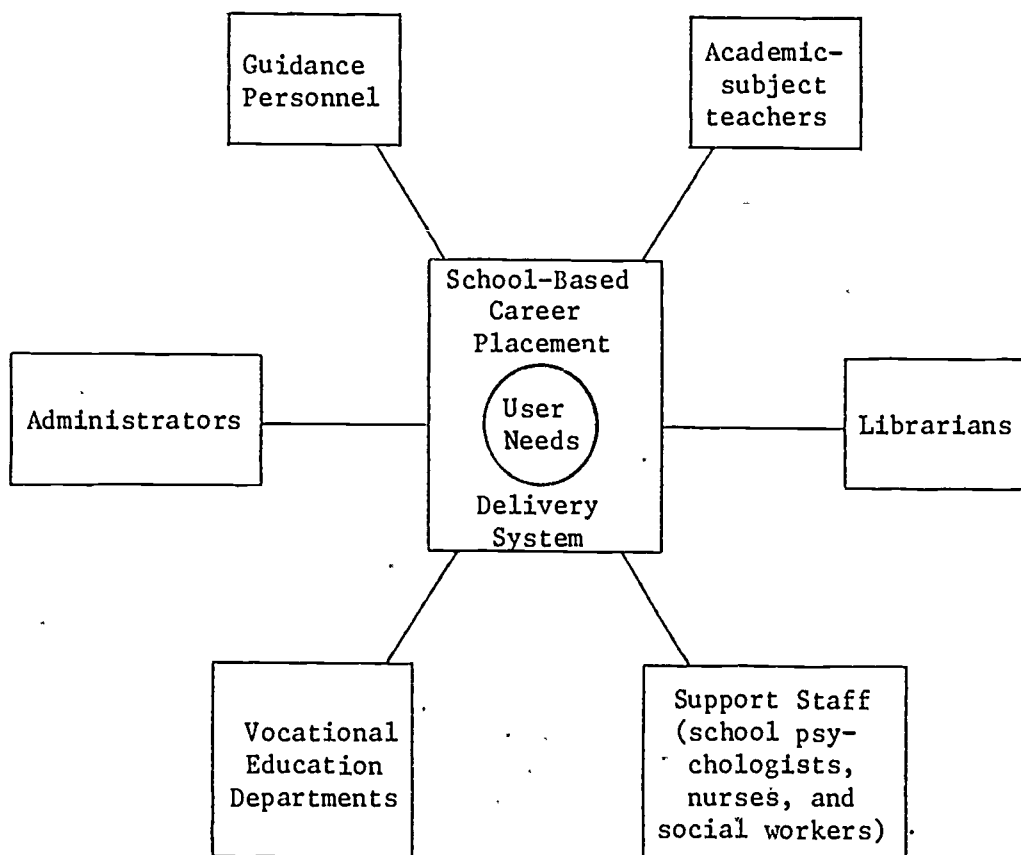 Guidance
Personnel
Academic-
subject
teachers
School-Based
Career
Placement
User
Needs
Delivery
System
Administrators
Librarians
Vocational
Education
Departments
Support Staff
(school psy-
chologists,
nurses, and
social workers)